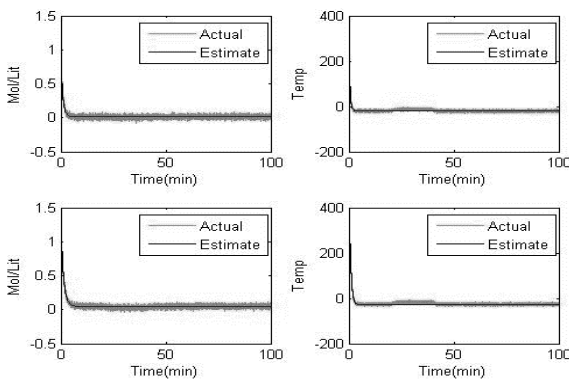 1.5
1
0.5
0
-0.5
Mol/Lit
Actual
Estimate
0
50
100
Time(min)
400
200
0
-200
Temp
Actual
Estimate
0
50
100
Time(min)
1.5
1
0.5
0
-0.5
Mol/Lit
Actual
Estimate
0
50
100
Time(min)
400
200
0
-200
Temp
Actual
Estimate
0
50
100
Time(min)